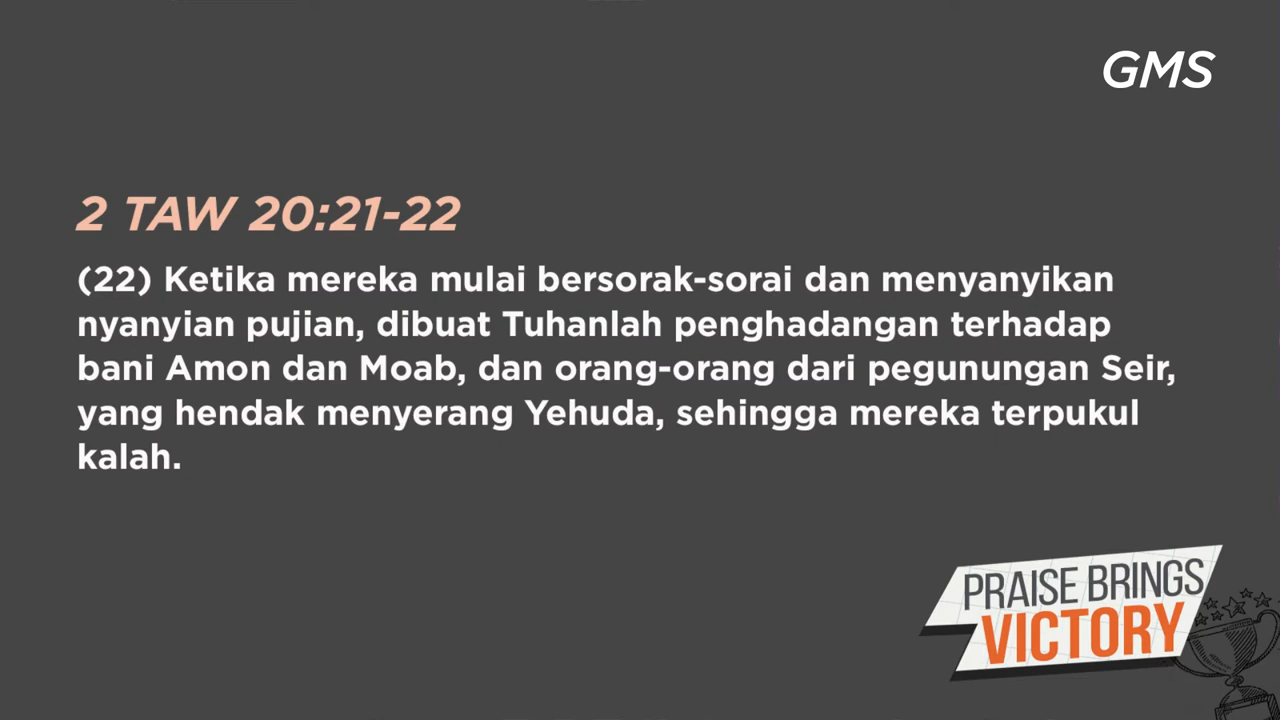 GMS
2 TAW 20:21-22
(22) Ketika mereka mulai bersorak-sorai dan menyanyikan
nyanyian pujian, dibuat Tuhanlah penghadangan terhadap
bani Amon dan Moab, dan orang-orang dari pegunungan Seir,
yang hendak menyerang Yehuda, sehingga mereka terpukul
kalah.
PRAISE BRINGS
VICTORY